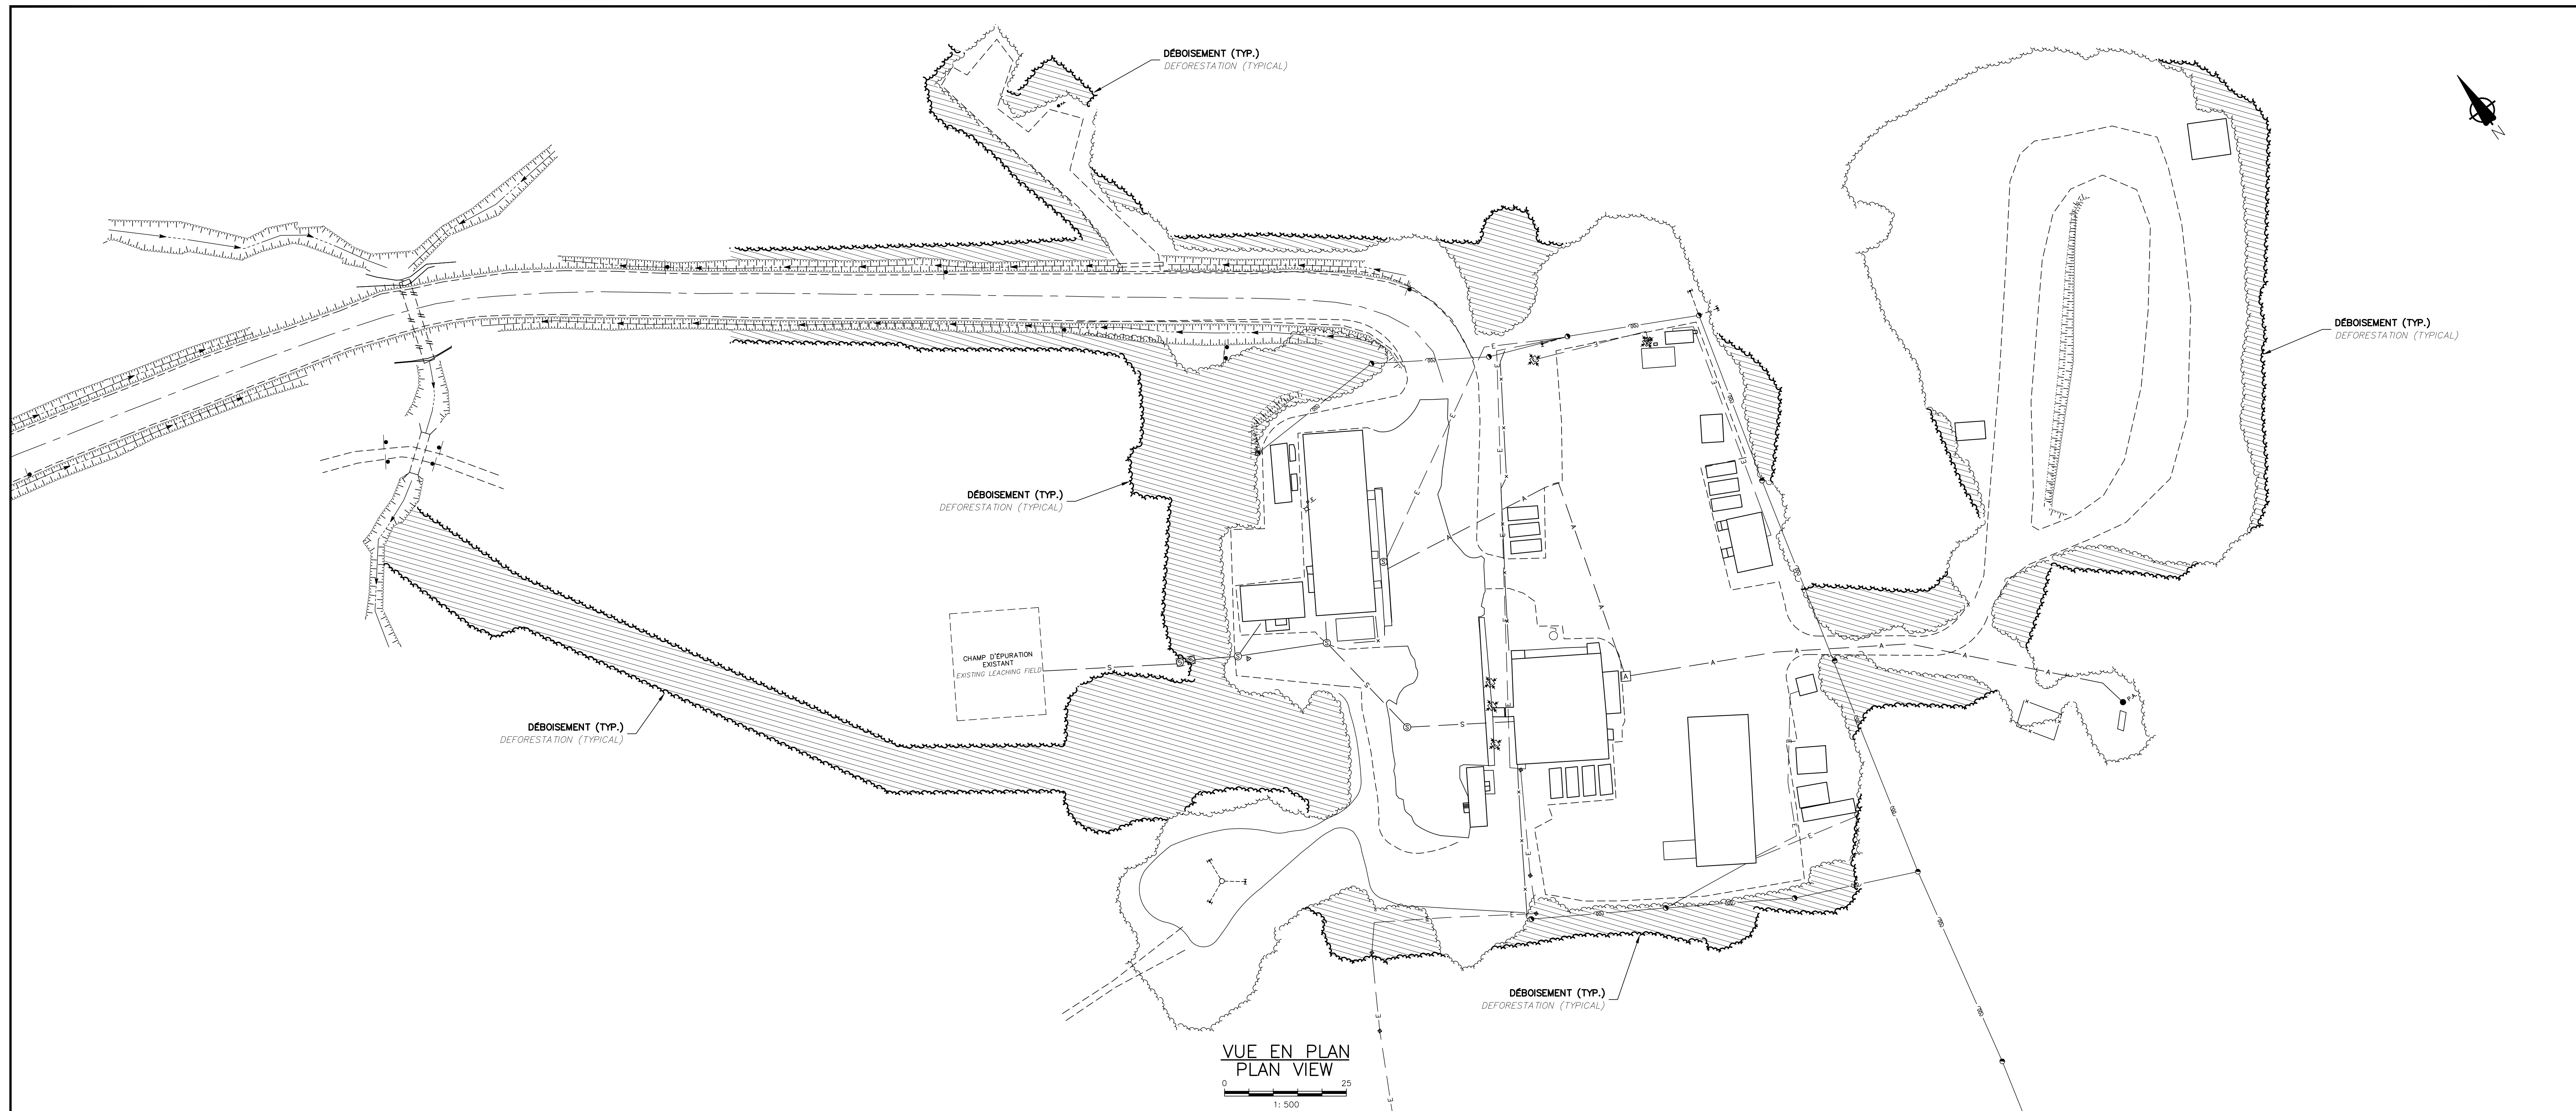 DÉBOISEMENT (TYP.)
DEFORESTATION (TYPICAL)
N
DÉBOISEMENT (TYP.)
DEFORESTATION (TYPICAL)
DÉBOISEMENT (TYP.)
DEFORESTATION (TYPICAL)
P.E.
CHAMP D'ÉPURATION
EXISTANT
EXISTING LEACHING FIELD
P.A.
DÉBOISEMENT (TYP.)
DEFORESTATION (TYPICAL)
DÉBOISEMENT (TYP.)
DEFORESTATION (TYPICAL)
VUE EN PLAN
PLAN VIEW
0 25
1: 500